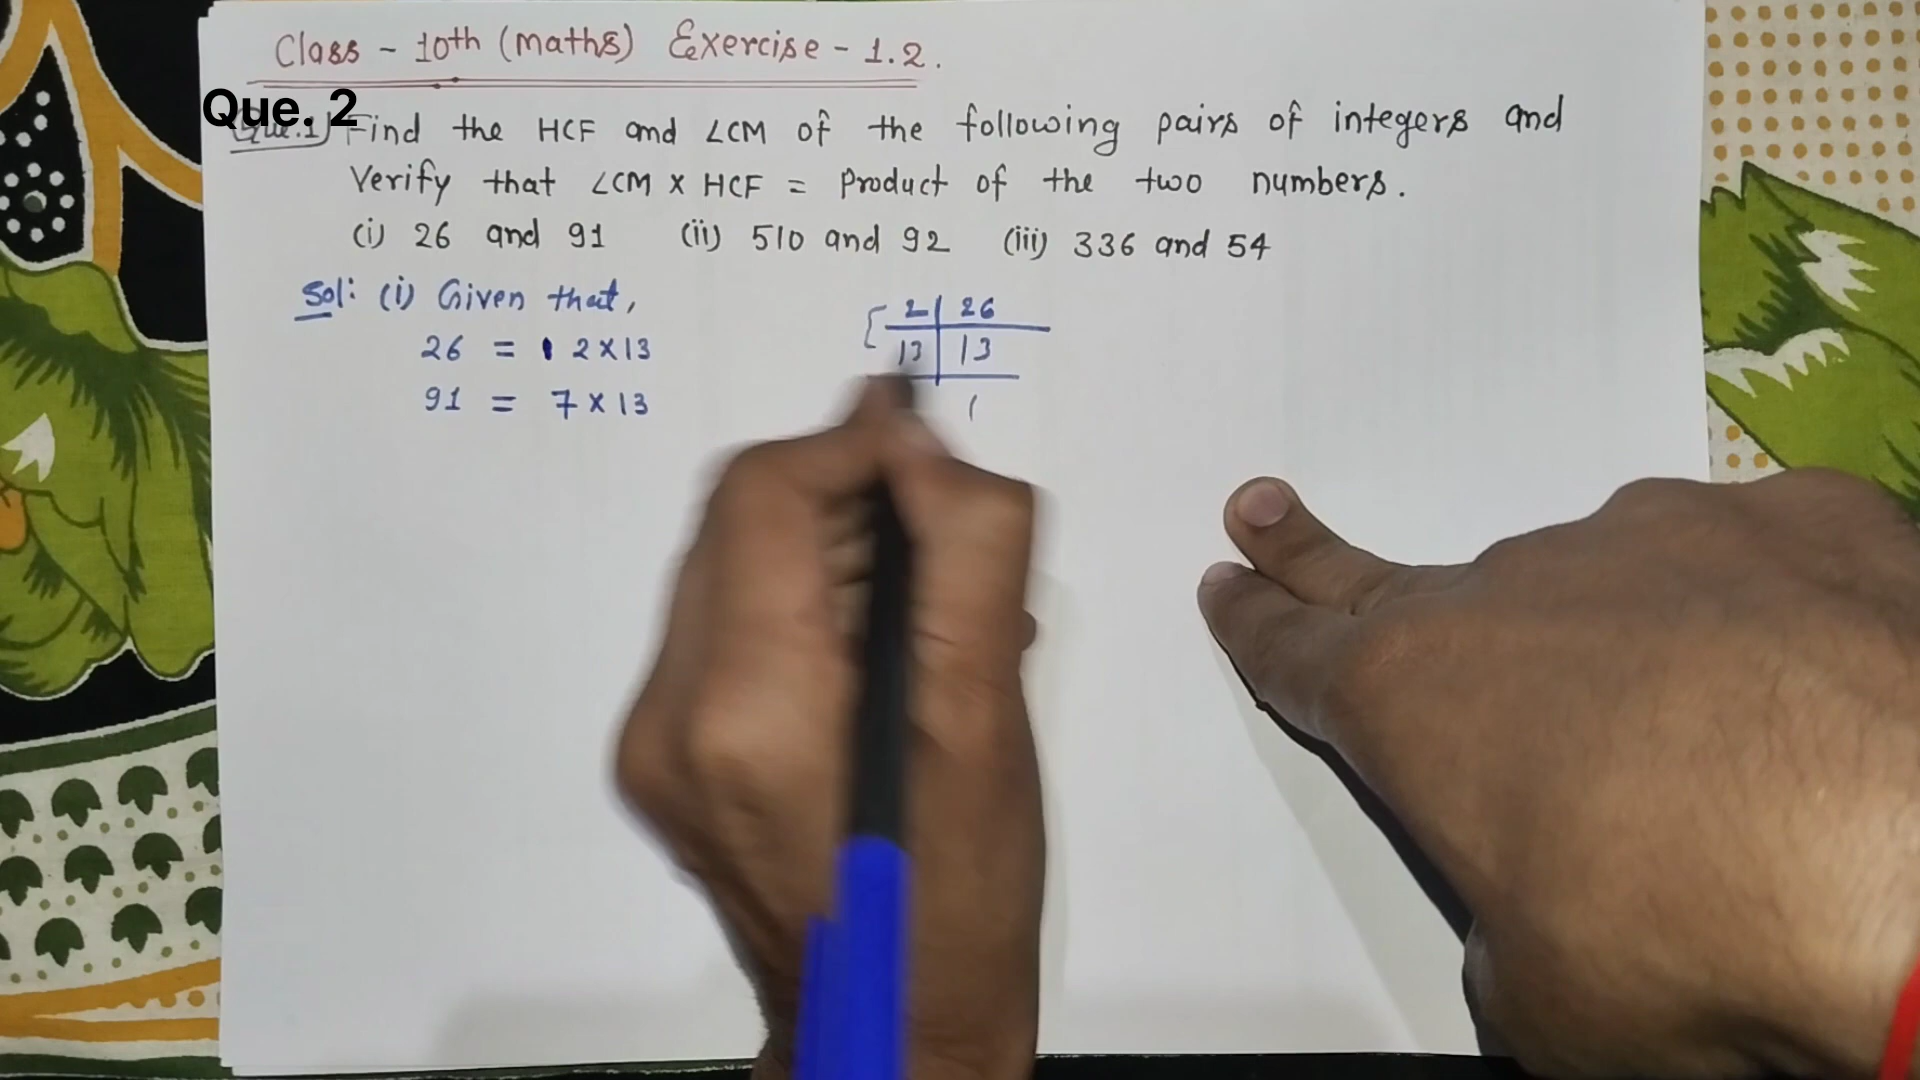 Class - 10th (maths) Exercise - 1.2.
Que. 2
Que.1) Find the HCF and LCM of the following pairs of integers and
Verify that LCM x HCF = Product of the two numbers.
(i) 26 and 91 (ii) 510 and 92 (iii) 336 and 54
Sol: (i) Given that,
26 = 2 x 13
91 = 7 x 13
2 | 26
13 | 13
1